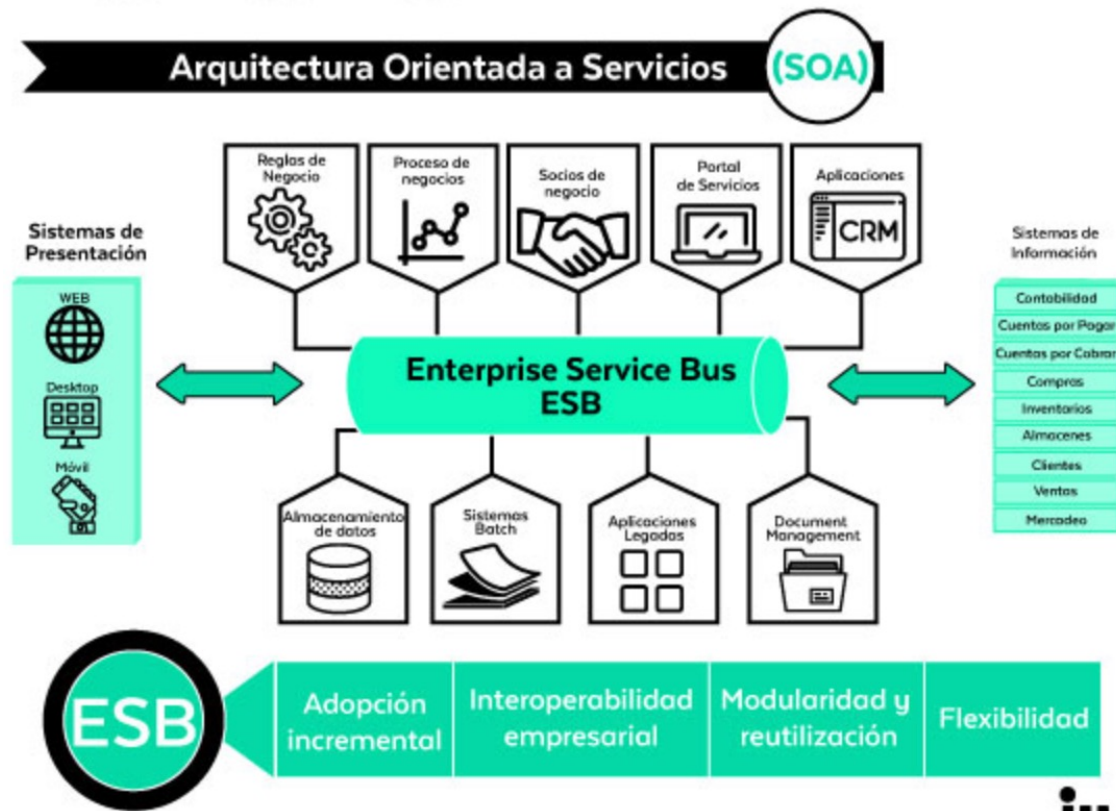 Arquitectura Orientada a Servicios
(SOA)
Reglas de
Negocio
Proceso de
negocios
Socios de
negocio
Portal
de Servicios
Aplicaciones
CRM
Sistemas de
Presentación
WEB
Desktop
Móvil
Enterprise Service Bus
ESB
Sistemas de
Información
Contabilidad
Cuentas por Pagar
Cuentas por Cobrar
Compras
Inventarios
Almacenes
Clientes
Ventas
Mercadeo
Almacenamiento
de datos
Sistemas
Batch
Aplicaciones
Legadas
Document
Management
ESB
Adopción
incremental
Interoperabilidad
empresarial
Modularidad y
reutilización
Flexibilidad